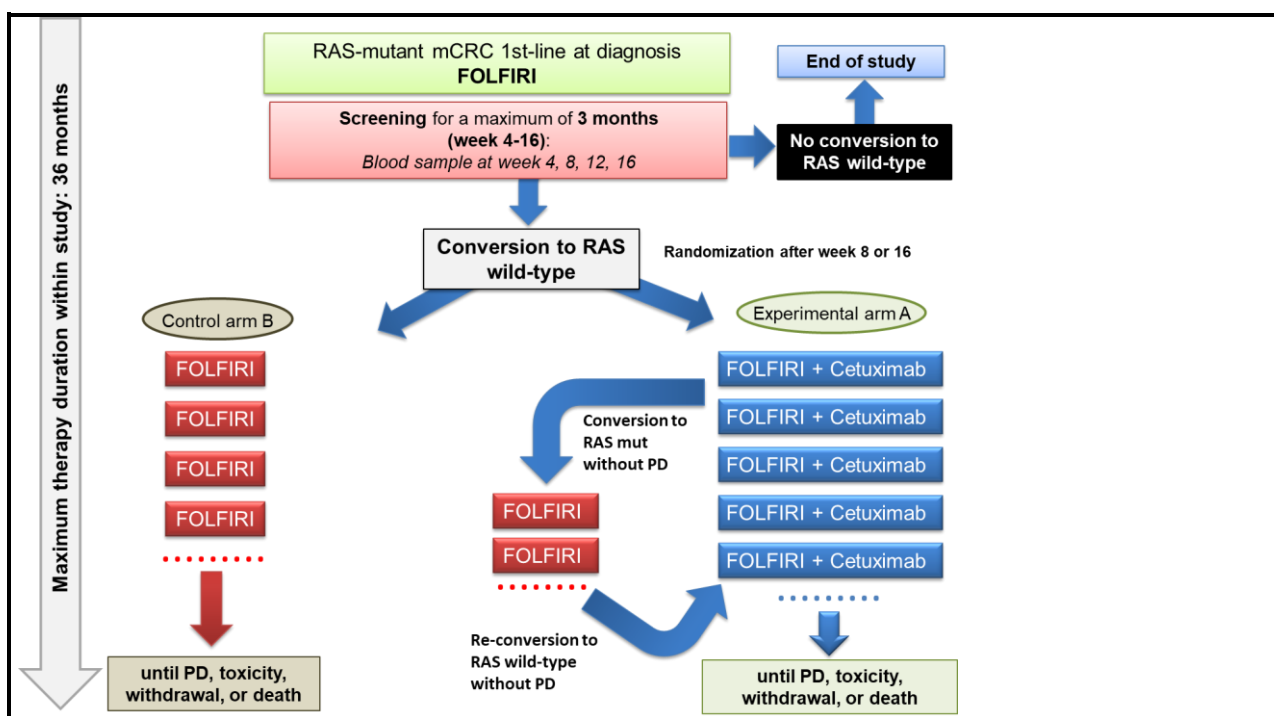 Maximum therapy duration within study: 36 months
RAS-mutant mCRC 1st-line at diagnosis
FOLFIRI
Screening for a maximum of 3 months
(week 4-16):
Blood sample at week 4, 8, 12, 16
End of study
No conversion to
RAS wild-type
Conversion to RAS
wild-type
Randomization after week 8 or 16
Control arm B
FOLFIRI
FOLFIRI
FOLFIRI
FOLFIRI
until PD, toxicity,
withdrawal, or death
Experimental arm A
FOLFIRI + Cetuximab
FOLFIRI + Cetuximab
FOLFIRI + Cetuximab
FOLFIRI + Cetuximab
FOLFIRI + Cetuximab
Conversion to
RAS mut
without PD
FOLFIRI
FOLFIRI
Re-conversion to
RAS wild-type
without PD
until PD, toxicity,
withdrawal, or death